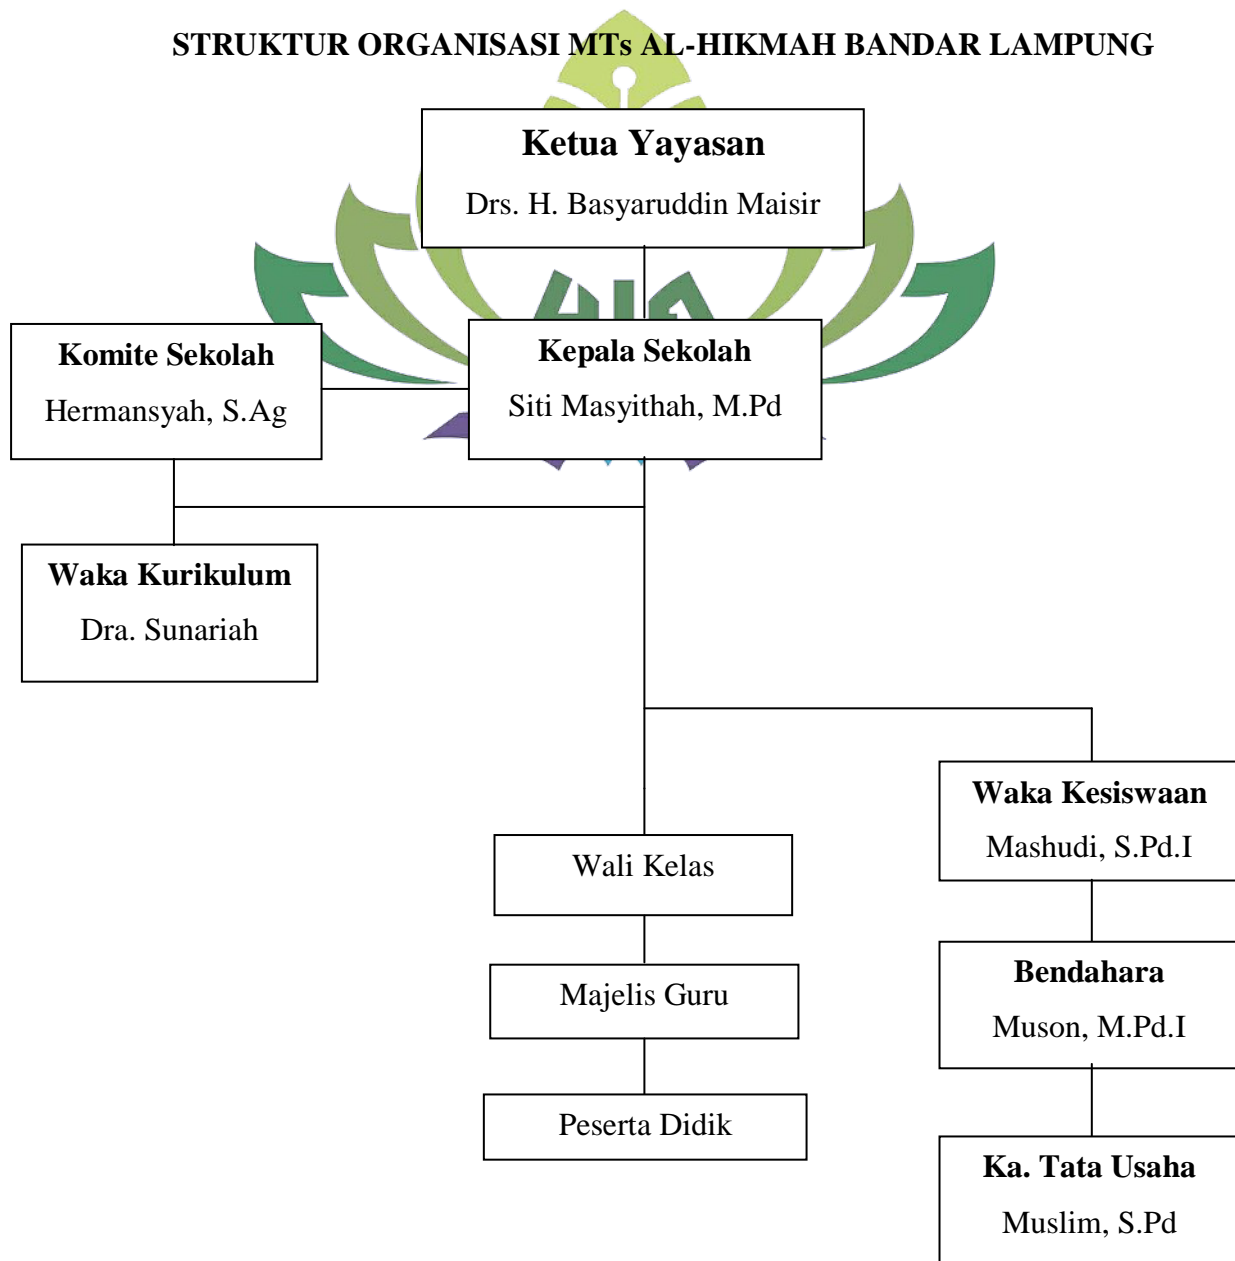 STRUKTUR ORGANISASI MTs AL-HIKMAH BANDAR LAMPUNG
Ketua Yayasan
Drs. H. Basyaruddin Maisir
Komite Sekolah
Hermansyah, S.Ag
Kepala Sekolah
Siti Masyithah, M.Pd
Waka Kurikulum
Dra. Sunariah
Waka Kesiswaan
Mashudi, S.Pd.I
Wali Kelas
Bendahara
Muson, M.Pd.I
Majelis Guru
Peserta Didik
Ka. Tata Usaha
Muslim, S.Pd